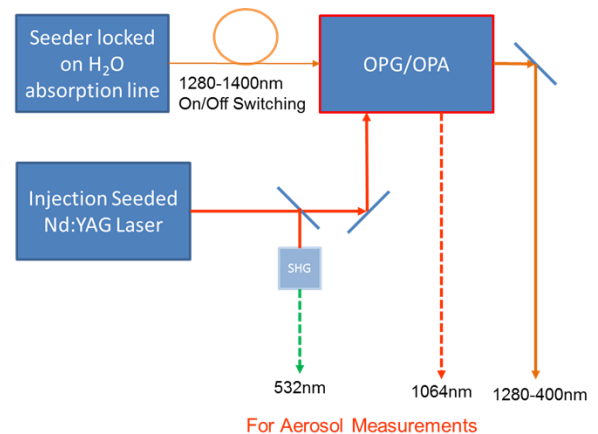 Seeder locked
on H₂O
absorption line
1280-1400nm
On/Off Switching
OPG/OPA
Injection Seeded
Nd:YAG Laser
SHG
532nm
1064nm
1280-400nm
For Aerosol Measurements